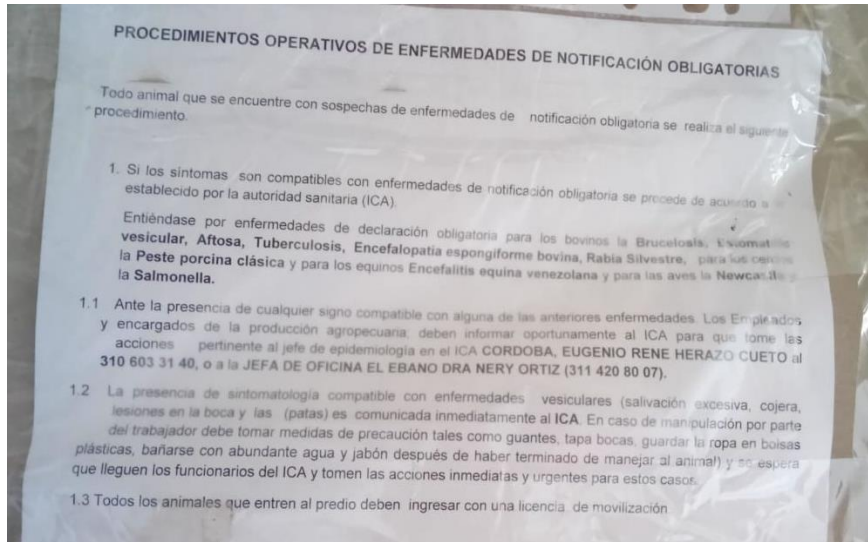 PROCEDIMIENTOS OPERATIVOS DE ENFERMEDADES DE NOTIFICACIÓN OBLIGATORIAS
Todo animal que se encuentre con sospechas de enfermedades de notificación obligatoria se realiza el siguiente
procedimiento.
1. Si los síntomas son compatibles con enfermedades de notificación obligatoria se procede de acuerdo a
establecido por la autoridad sanitaria (ICA).
Entiéndase por enfermedades de declaración obligatoria para los bovinos la Brucelosis, Estomatitis
vesicular, Aftosa, Tuberculosis, Encefalopatia espongiforme bovina, Rabia Silvestre, para los cerdos
la Peste porcina clásica y para los equinos Encefalitis equina venezolana y para las aves la Newcastle y
la Salmonella.
1.1 Ante la presencia de cualquier signo compatible con alguna de las anteriores enfermedades. Los Empleados
y encargados de la producción agropecuaria, deben informar oportunamente al ICA para que tome las
acciones pertinente al jefe de epidemiología en el ICA CORDOBA, EUGENIO RENE HERAZO CUETO al
310 603 31 40, o a la JEFA DE OFICINA EL EBANO DRA NERY ORTIZ (311 420 80 07).
1.2 La presencia de sintomatología compatible con enfermedades vesiculares (salivación excesiva, cojera,
lesiones en la boca y las (patas) es comunicada inmediatamente al ICA. En caso de manipulación por parte
del trabajador debe tomar medidas de precaución tales como guantes, tapa bocas, guardar la ropa en bolsas
plásticas, bañarse con abundante agua y jabón después de haber terminado de manejar al animal) y se espera
que lleguen los funcionarios del ICA y tomen las acciones inmediatas y urgentes para estos casos.
1.3 Todos los animales que entren al predio deben ingresar con una licencia de movilización